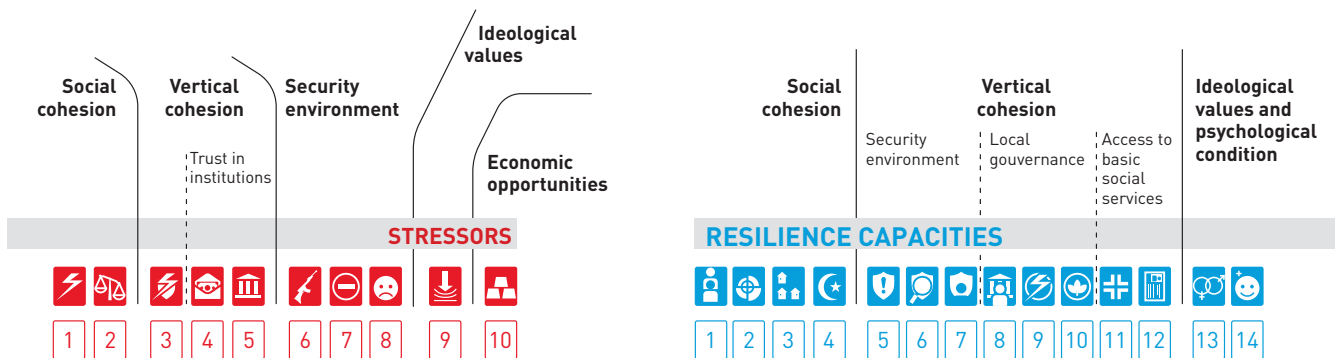 Social
cohesion
Vertical
cohesion
Trust in
institutions
Security
environment
Ideological
values
Economic
opportunities
STRESSORS
1 2 3 4 5 6 7 8 9 10
Social
cohesion
Security
environment
Vertical
cohesion
Local
gouvernance
Access to
basic
social
services
Ideological
values and
psychological
condition
RESILIENCE CAPACITIES
1 2 3 4 5 6 7 8 9 10 11 12 13 14